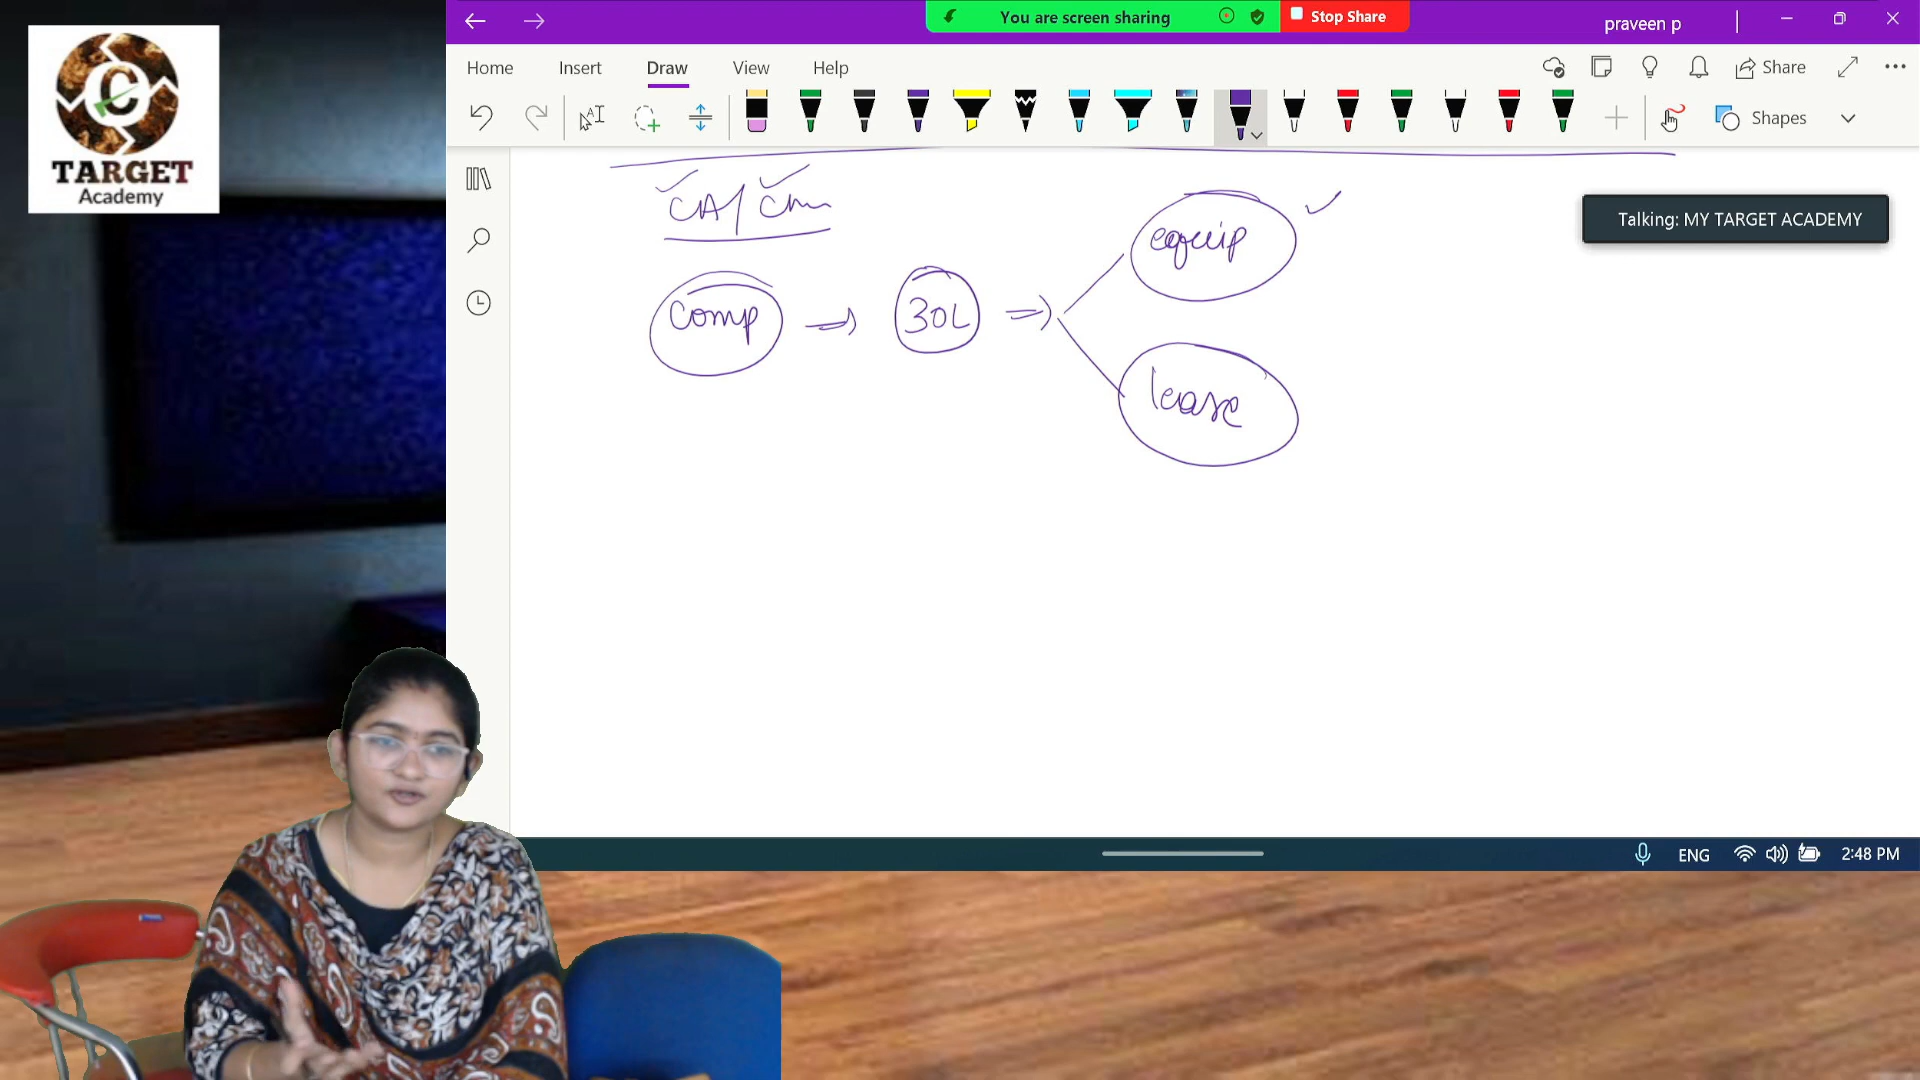 C
TARGET
Academy
You are screen sharing
Stop Share
praveen p
Home Insert Draw View Help
Share
Shapes
Talking: MY TARGET ACADEMY
CA/ Cm
equip
comp ⇒ 30L ⇒
lease
ENG 2:48 PM